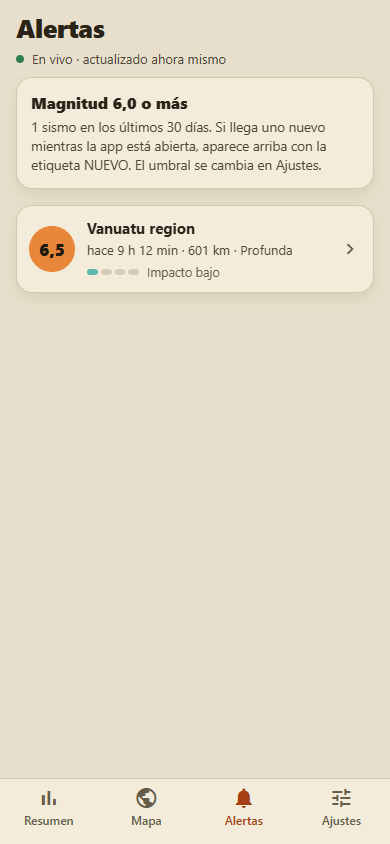 Alertas
En vivo · actualizado ahora mismo
Magnitud 6,0 o más
1 sismo en los últimos 30 días. Si llega uno nuevo
mientras la app está abierta, aparece arriba con la
etiqueta NUEVO. El umbral se cambia en Ajustes.
Vanuatu region
6,5
hace 9 h 12 min · 601 km · Profunda
Impacto bajo
Resumen
Mapa
Alertas
Ajustes